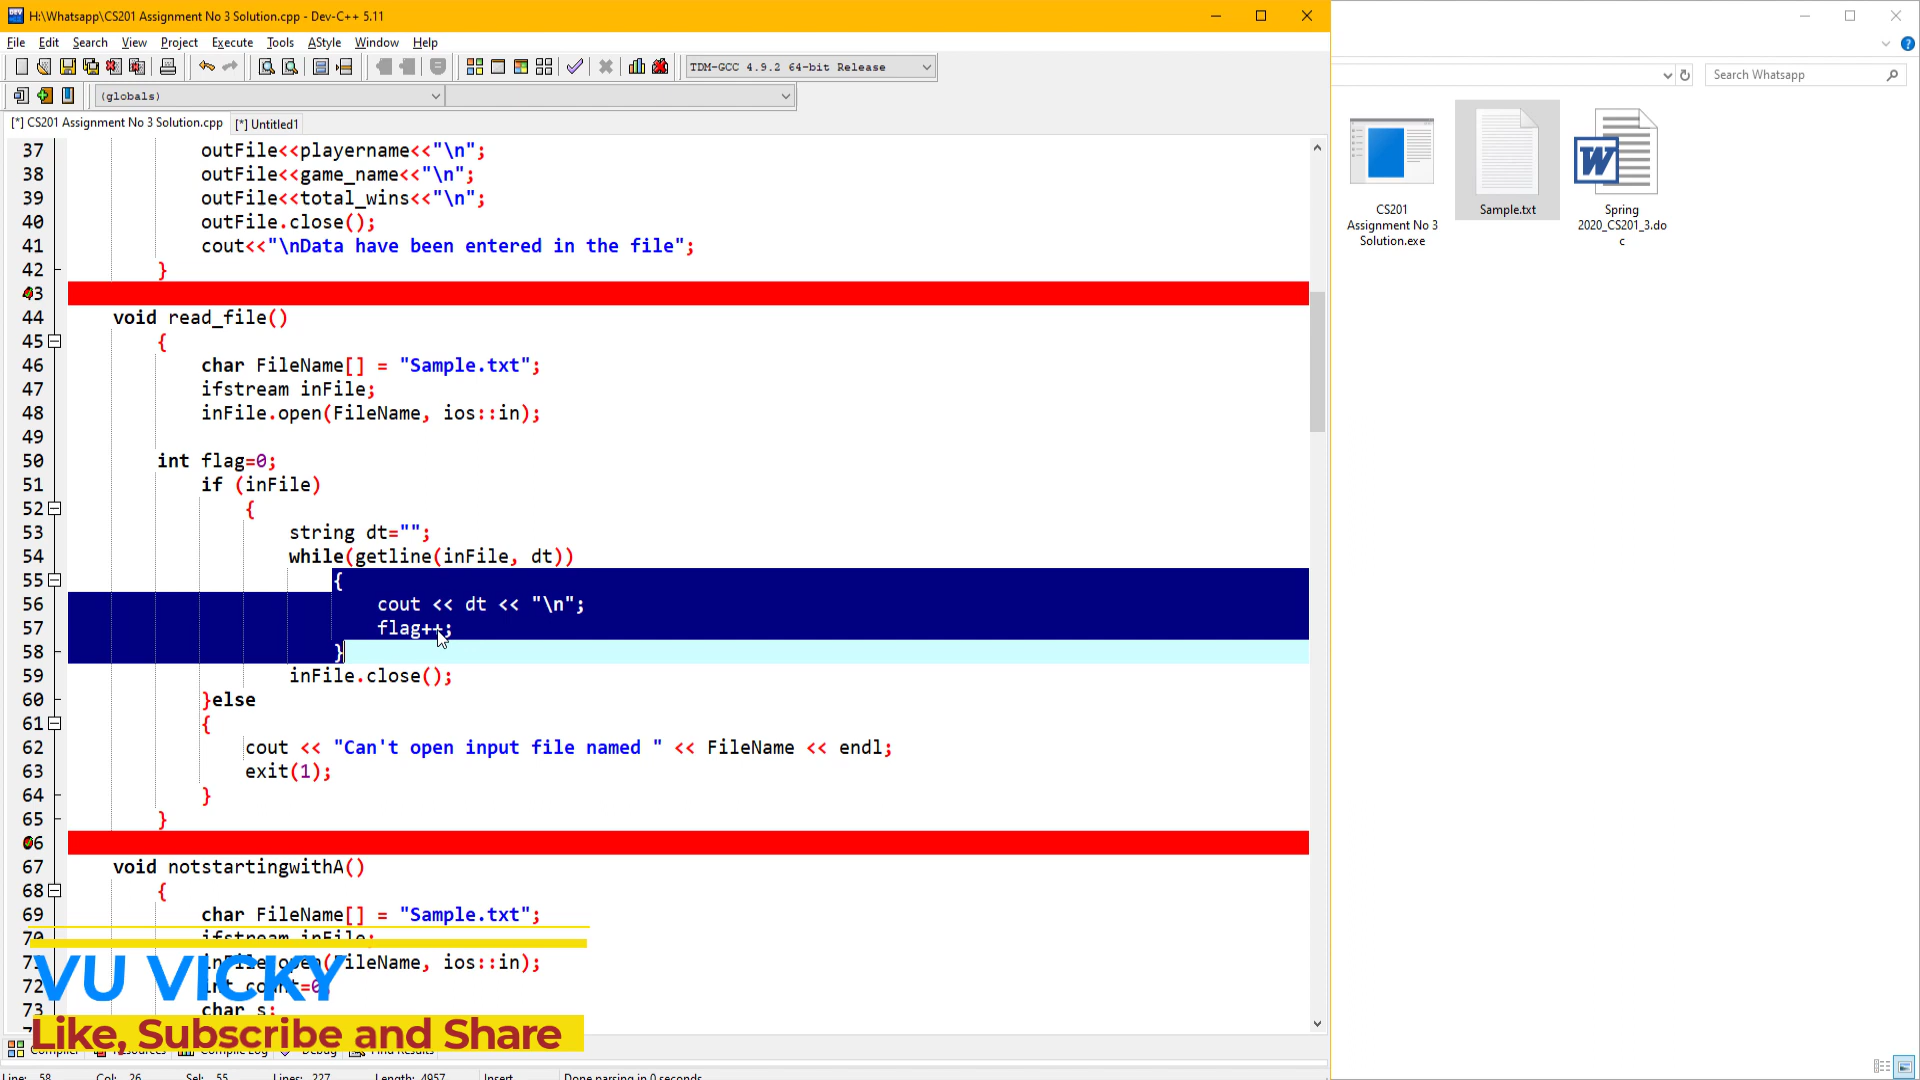 H:\Whatsapp\CS201 Assignment No 3 Solution.cpp - Dev-C++ 5.11
File Edit Search View Project Execute Tools AStyle Window Help
TDM-GCC 4.9.2 64-bit Release
(globals)
[*] CS201 Assignment No 3 Solution.cpp [*] Untitled1
37 outFile<<playername<<"\n";
38 outFile<<game_name<<"\n";
39 outFile<<total_wins<<"\n";
40 outFile.close();
41 cout<<"\nData have been entered in the file";
42 }
43
44 void read_file()
45 {
46 char FileName[] = "Sample.txt";
47 ifstream inFile;
48 inFile.open(FileName, ios::in);
49
50 int flag=0;
51 if (inFile)
52 {
53 string dt="";
54 while(getline(inFile, dt))
55 {
56 cout << dt << "\n";
57 flag++;
58 }
59 inFile.close();
60 }else
61 {
62 cout << "Can't open input file named " << FileName << endl;
63 exit(1);
64 }
65 }
66
67 void notstartingwithA()
68 {
69 char FileName[] = "Sample.txt";
70 ifstream inFile;
71 inFile.open(FileName, ios::in);
72 int count=0;
73 char s;
VU VICKY
Like, Subscribe and Share
Compiler Resources Compile Log Debug Find Results
Line: 58 Col: 26 Sel: 55 Lines: 227 Length: 4957 Insert Done parsing in 0 seconds
Search Whatsapp
CS201
Assignment No 3
Solution.exe
Sample.txt
Spring
2020_CS201_3.do
c